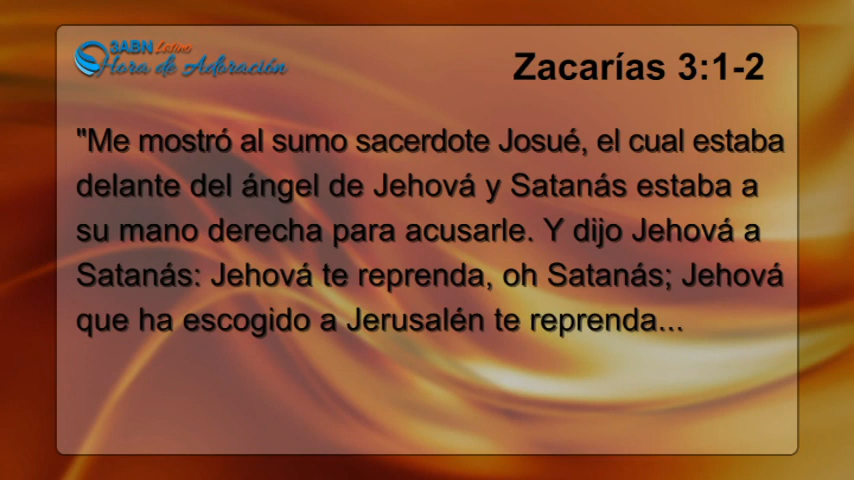 3ABN Latino
Hora de Adoración
Zacarías 3:1-2
"Me mostró al sumo sacerdote Josué, el cual estaba
delante del ángel de Jehová y Satanás estaba a
su mano derecha para acusarle. Y dijo Jehová a
Satanás: Jehová te reprenda, oh Satanás; Jehová
que ha escogido a Jerusalén te reprenda...